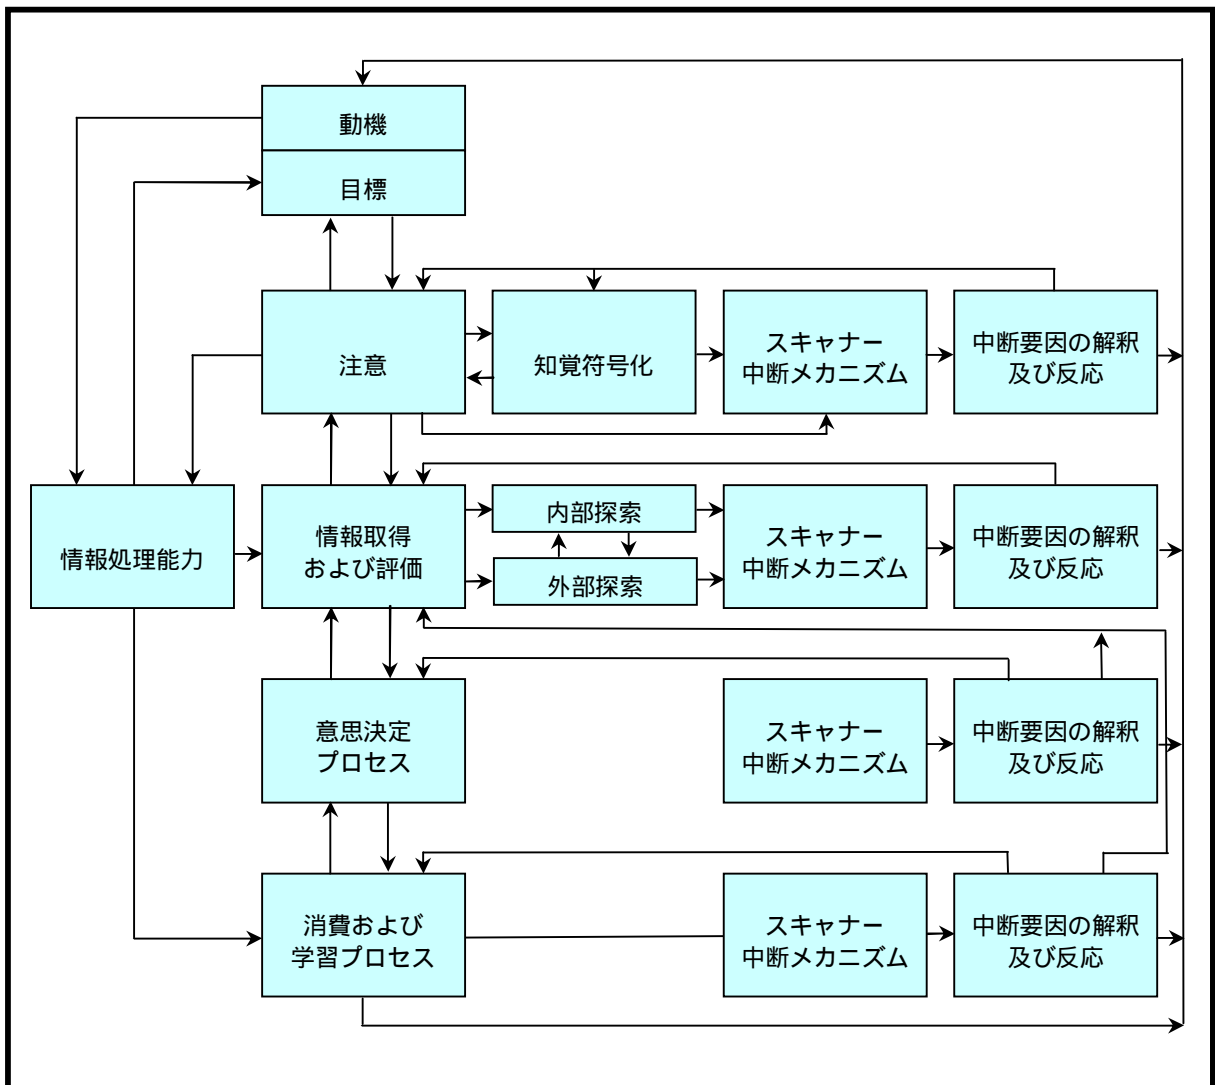 動機
目標
注意
知覚符号化
スキャナー
中断メカニズム
中断要因の解釈
及び反応
情報処理能力
情報取得
および評価
内部探索
外部探索
スキャナー
中断メカニズム
中断要因の解釈
及び反応
意思決定
プロセス
スキャナー
中断メカニズム
中断要因の解釈
及び反応
消費および
学習プロセス
スキャナー
中断メカニズム
中断要因の解釈
及び反応